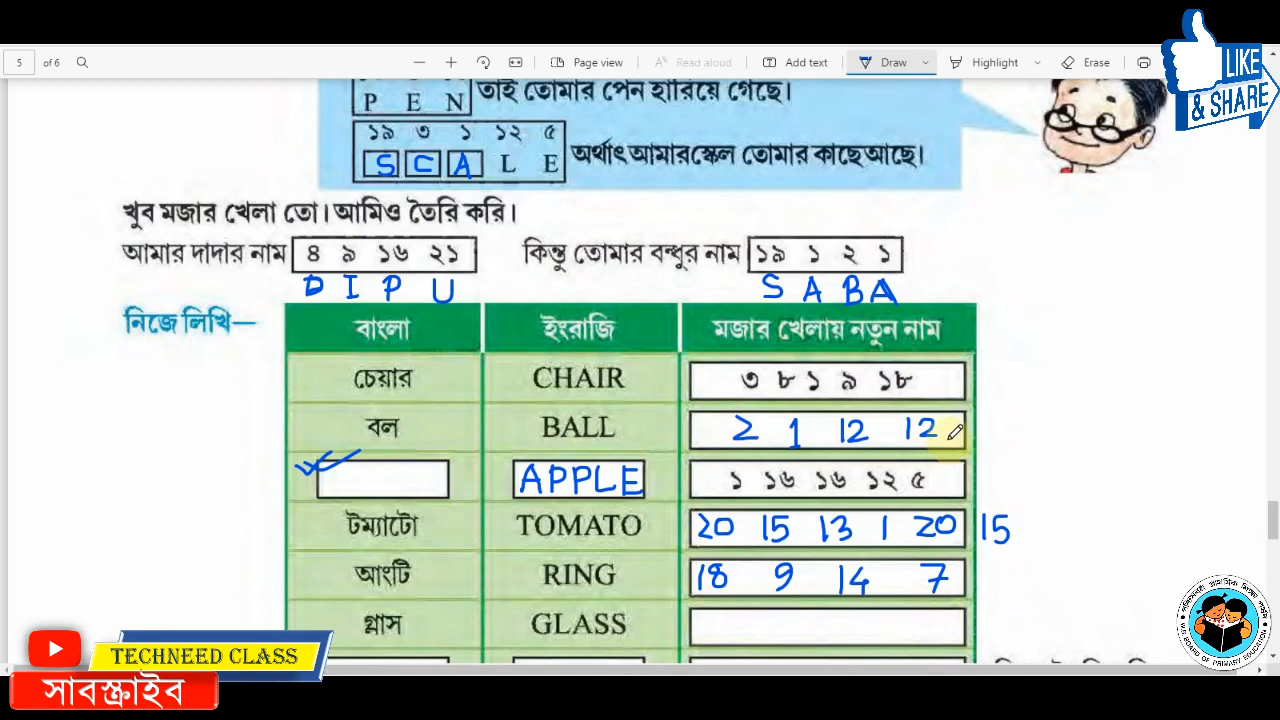 5 of 6 Page view Read aloud Add text Draw Highlight Erase
LIKE
& SHARE
P E N তাই তোমার পেন হারিয়ে গেছে।
১৯ ৩ ১ ১২ ৫
S C A L E অর্থাৎ আমার স্কেল তোমার কাছে আছে।
খুব মজার খেলা তো। আমিও তৈরি করি।
আমার দাদার নাম ৪ ৯ ১৬ ২১ কিন্তু তোমার বন্ধুর নাম ১৯ ১ ২ ১
D I P U S A B A
নিজে লিখি—
বাংলা ইংরাজি মজার খেলায় নতুন নাম
চেয়ার CHAIR ৩ ৮ ১ ৯ ১৮
বল BALL 2 1 12 12
APPLE ১ ১৬ ১৬ ১২ ৫
টম্যাটো TOMATO 20 15 13 1 20 15
আংটি RING 18 9 14 7
গ্লাস GLASS
TECHNEED CLASS
সাবস্ক্রাইব